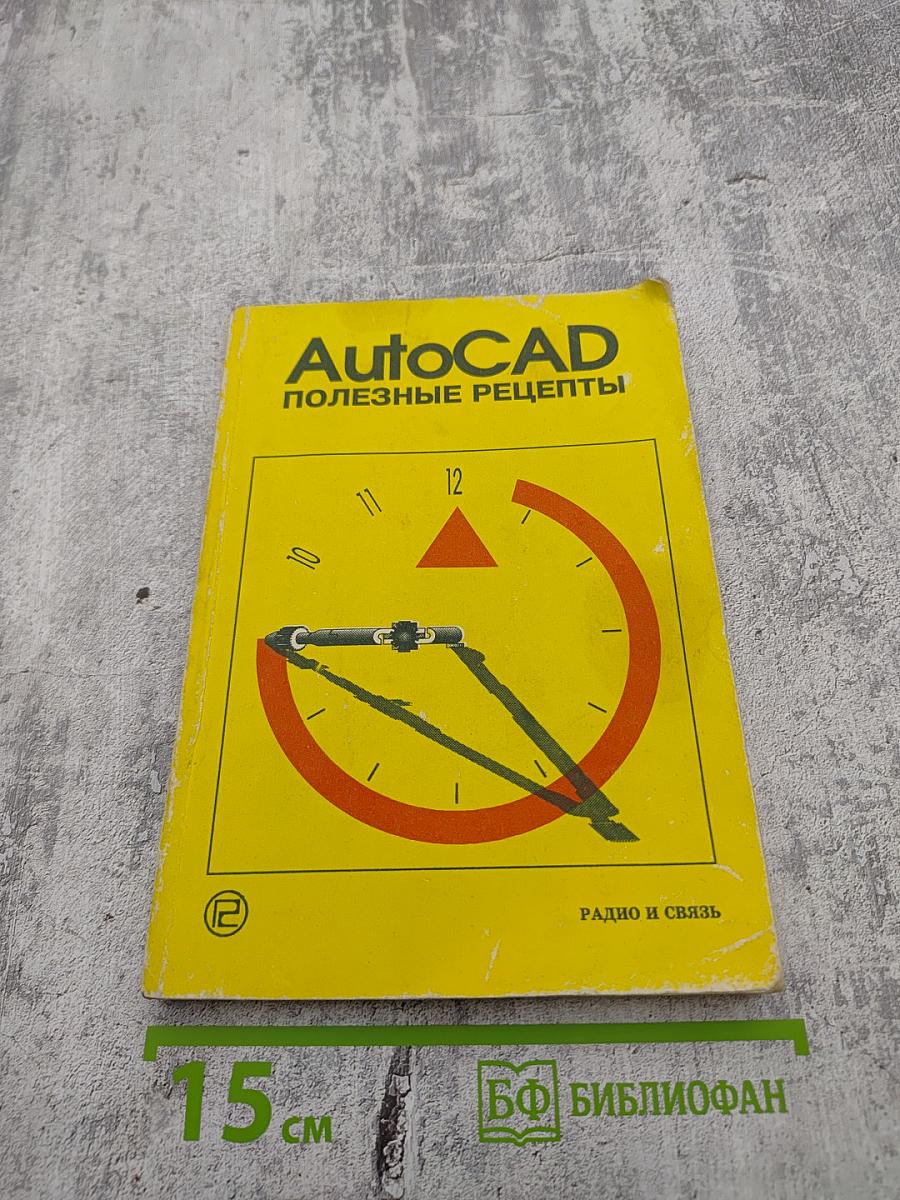 AutoCAD
ПОЛЕЗНЫЕ РЕЦЕПТЫ
12
11
10
РАДИО И СВЯЗЬ
15 см
БФ БИБЛИОФАН